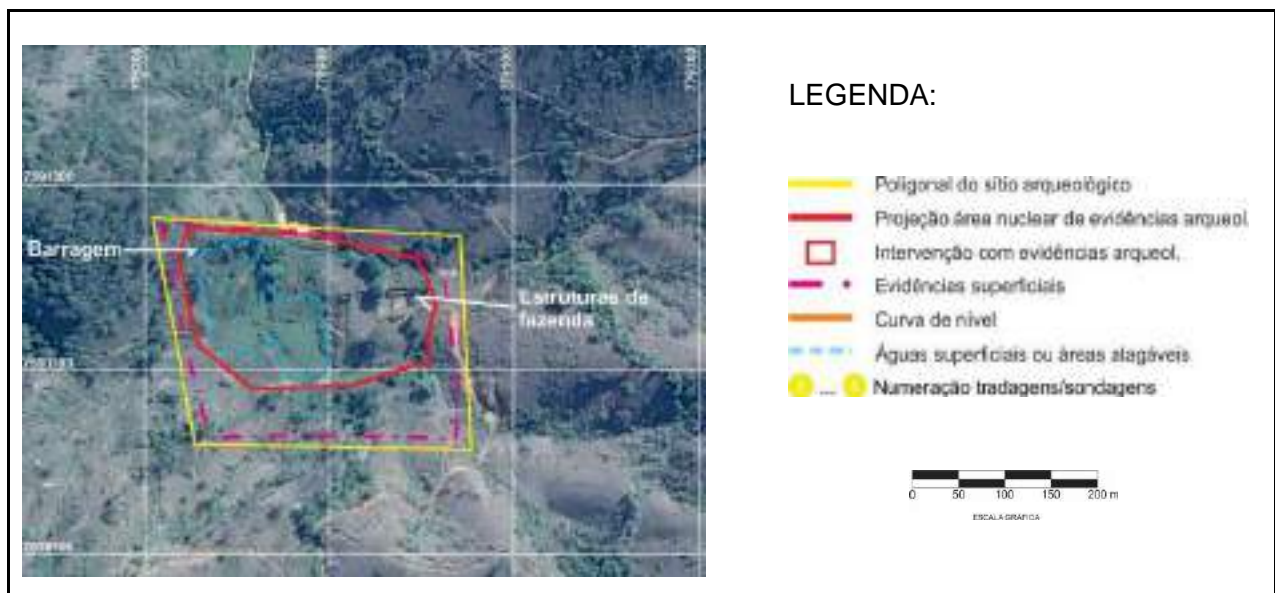 LEGENDA:
Barragem
Estruturas da
fazenda
Poligonal do sítio arqueológico
Projeção área nuclear de evidências arqueol.
Intervenção com evidências arqueol.
Evidências superficiais
Curva de nível
Águas superficiais ou áreas alagáveis
... Numeração tradagens/sondagens
0 50 100 150 200 m
ESCALA GRÁFICA